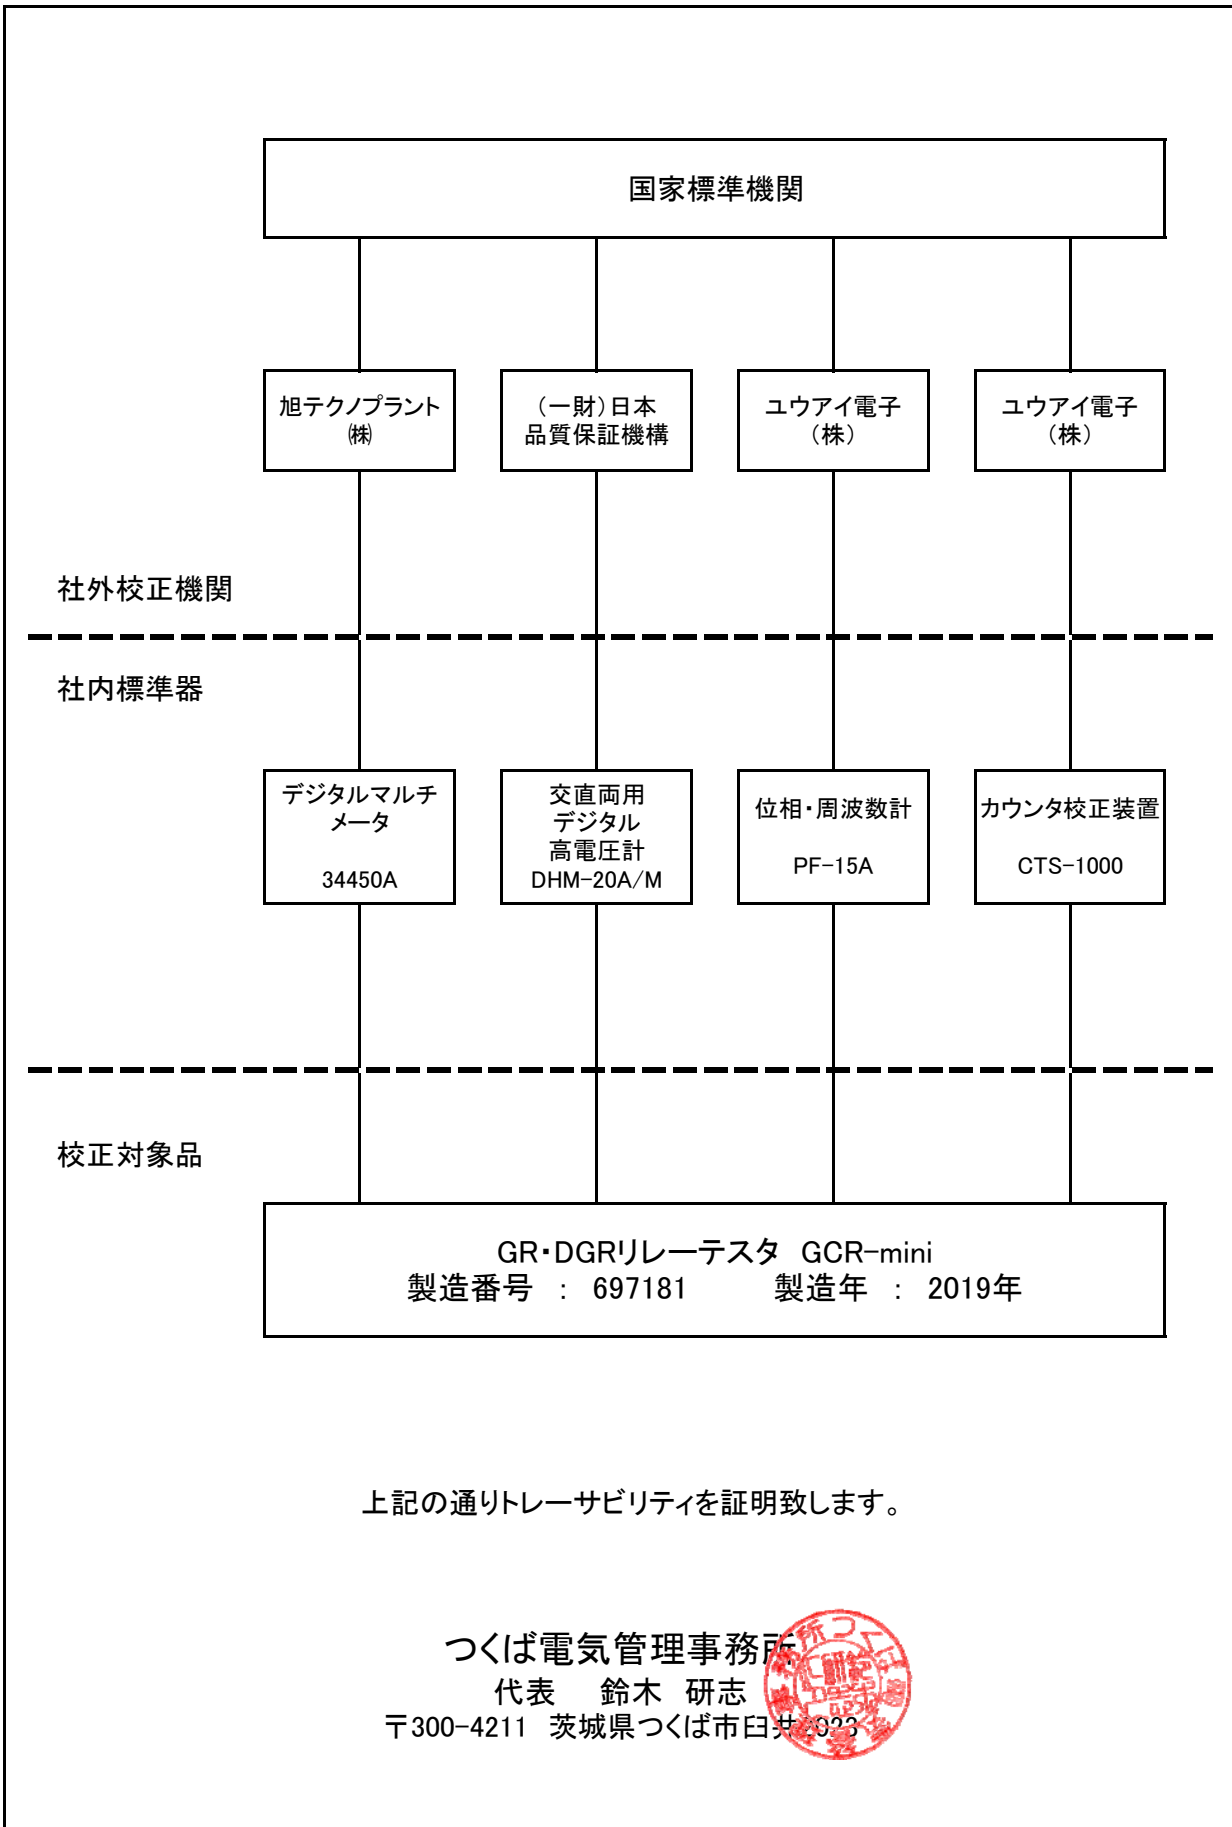 国家標準機関
旭テクノプラント
㈱
（一財）日本
品質保証機構
ユウアイ電子
（株）
ユウアイ電子
（株）
社外校正機関
社内標準器
デジタルマルチ
メータ
34450A
交直両用
デジタル
高電圧計
DHM-20A/M
位相・周波数計
PF-15A
カウンタ校正装置
CTS-1000
校正対象品
GR・DGRリレーテスタ GCR-mini
製造番号 ： 697181 製造年 ： 2019年
上記の通りトレーサビリティを証明致します。
つくば電気管理事務所
代表 鈴木 研志
〒300-4211 茨城県つくば市臼井2023